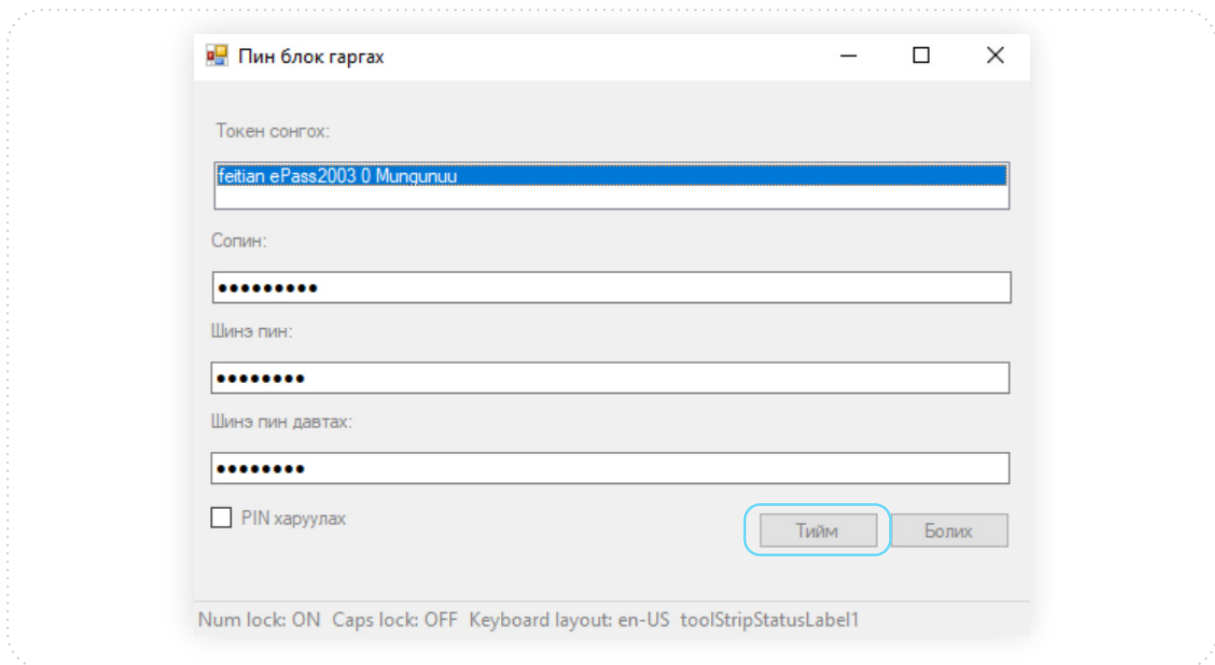 Пин блок гаргах
Токен сонгох:
feitian ePass2003 0 Mungunuu
Сопин:
●●●●●●●●●
Шинэ пин:
●●●●●●●●
Шинэ пин давтах:
●●●●●●●●
PIN харуулах
Тийм
Болих
Num lock: ON Caps lock: OFF Keyboard layout: en-US toolStripStatusLabel1